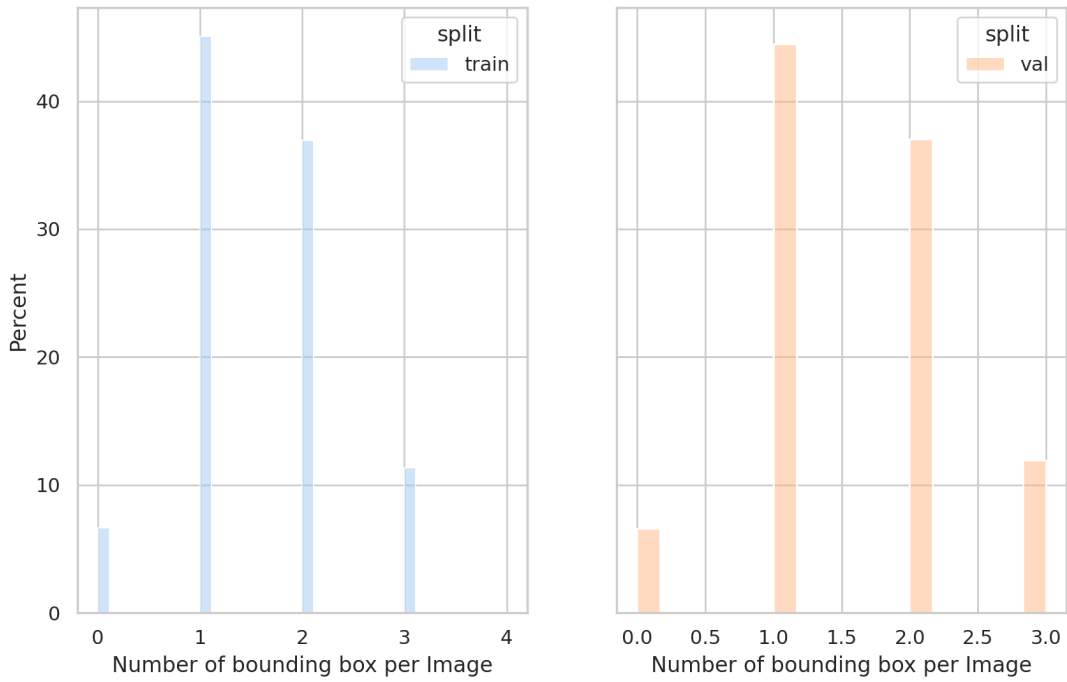 split
train
split
val
40
30
20
10
0
Percent
0 1 2 3 4
Number of bounding box per Image
0.0 0.5 1.0 1.5 2.0 2.5 3.0
Number of bounding box per Image